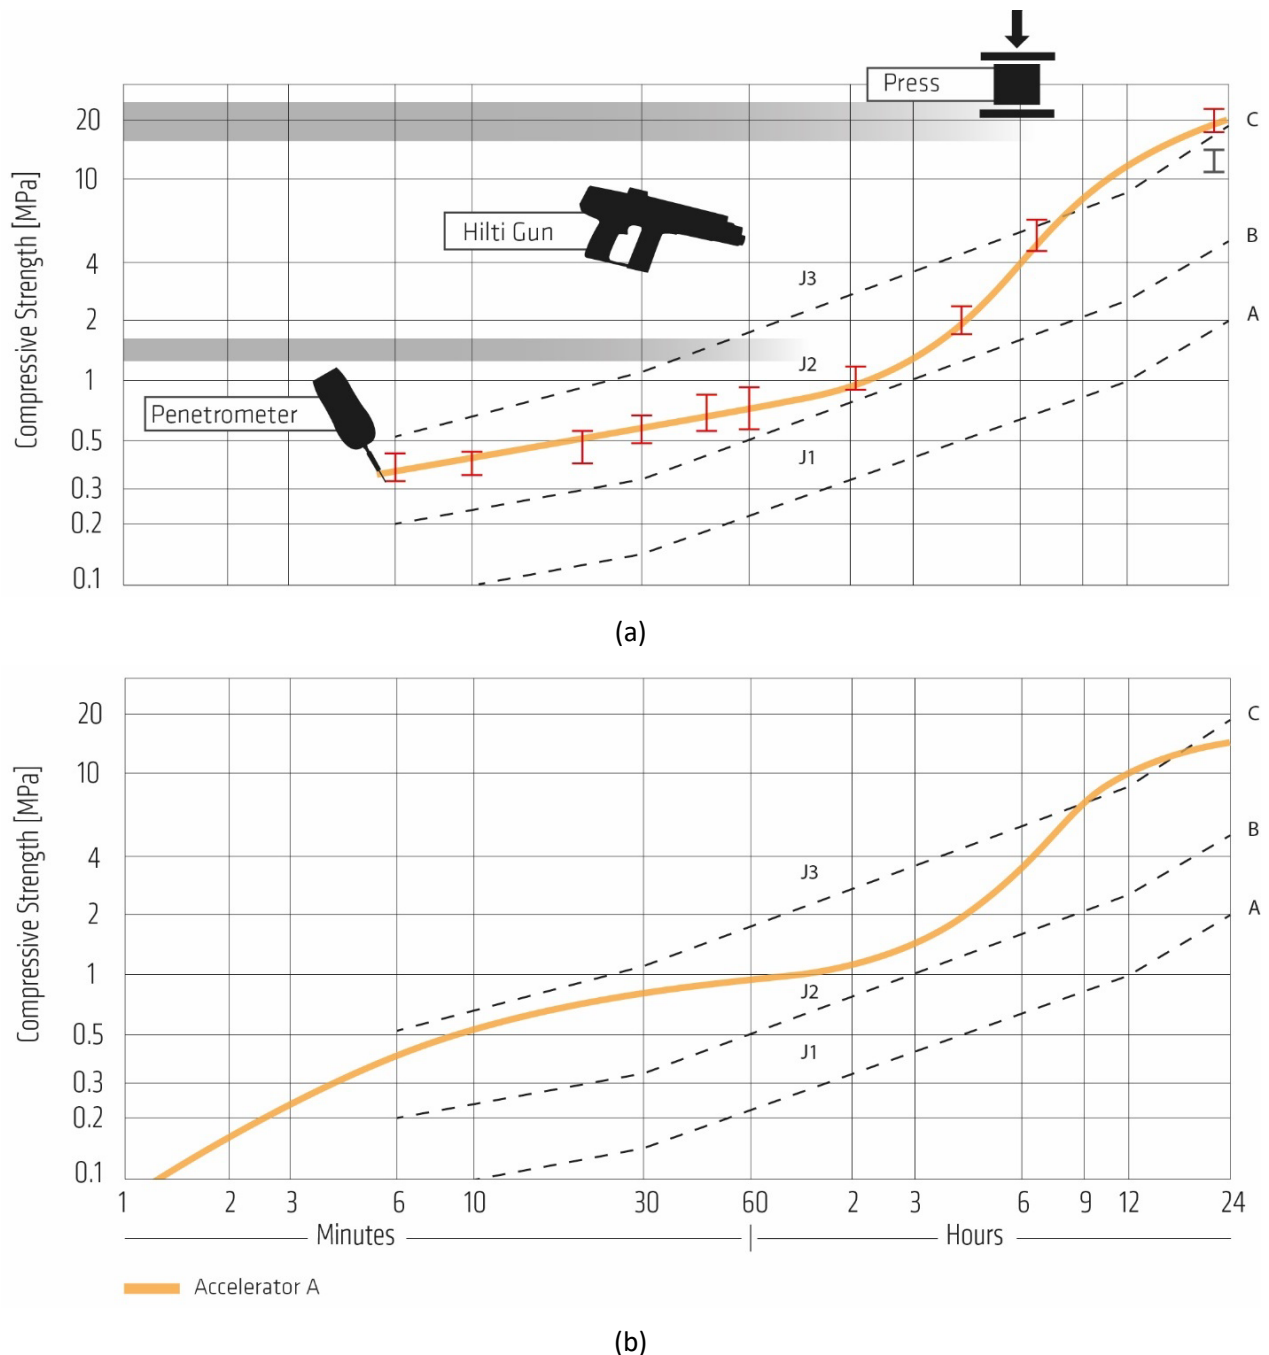 Press
C
20
10
Hilti Gun
B
4
J3
A
2
J2
1
Penetrometer
0.5
J1
0.3
0.2
0.1
Compressive Strength [MPa]
(a)
C
20
10
B
4
J3
A
2
1
J2
0.5
J1
0.3
0.2
0.1
Compressive Strength [MPa]
1 2 3 6 10 30 60 2 3 6 9 12 24
Minutes Hours
Accelerator A
(b)